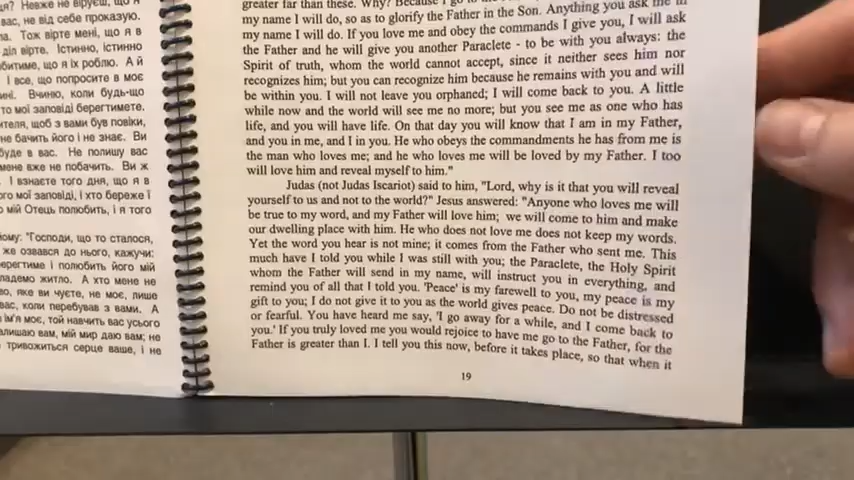 ця? Невже не віруєш, що я
вас, не від себе проказую.
ла. Тож вірте мені, що я в
діл вірте. Істинно, істинно
обитиме, що я їх роблю. А й
І все, що попросите в моє
і. Вчиню, коли будь-що
то мої заповіді берегтимете.
ителя, щоб з вами був повіки,
не бачить його і не знає. Ви
буде в вас. Не полишу вас
мене вже не побачить. Ви ж
. І взнаєте того дня, що я в
ого мої заповіді, і хто береже ї
о мій Отець полюбить, і я того
йому: "Господи, що то сталося,
же озвався до нього, кажучи:
ерегтиме і полюбить його мій
ладемо житло. А хто мене не
во, яке ви чуєте, не моє, лише
вас, коли перебував з вами. А
ім'я моє, той навчить вас усього
алишаю вам, мій мир даю вам; не
тривожиться серце ваше, і не
greater far than these. Why? Because I go to
my name I will do, so as to glorify the Father in the Son. Anything you ask me in
my name I will do. If you love me and obey the commands I give you, I will ask
the Father and he will give you another Paraclete - to be with you always: the
Spirit of truth, whom the world cannot accept, since it neither sees him nor
recognizes him; but you can recognize him because he remains with you and will
be within you. I will not leave you orphaned; I will come back to you. A little
while now and the world will see me no more; but you see me as one who has
life, and you will have life. On that day you will know that I am in my Father,
and you in me, and I in you. He who obeys the commandments he has from me is
the man who loves me; and he who loves me will be loved by my Father. I too
will love him and reveal myself to him."
Judas (not Judas Iscariot) said to him, "Lord, why is it that you will reveal
yourself to us and not to the world?" Jesus answered: "Anyone who loves me will
be true to my word, and my Father will love him; we will come to him and make
our dwelling place with him. He who does not love me does not keep my words.
Yet the word you hear is not mine; it comes from the Father who sent me. This
much have I told you while I was still with you; the Paraclete, the Holy Spirit
whom the Father will send in my name, will instruct you in everything, and
remind you of all that I told you. 'Peace' is my farewell to you, my peace is my
gift to you; I do not give it to you as the world gives peace. Do not be distressed
or fearful. You have heard me say, 'I go away for a while, and I come back to
you.' If you truly loved me you would rejoice to have me go to the Father, for the
Father is greater than I. I tell you this now, before it takes place, so that when it
19